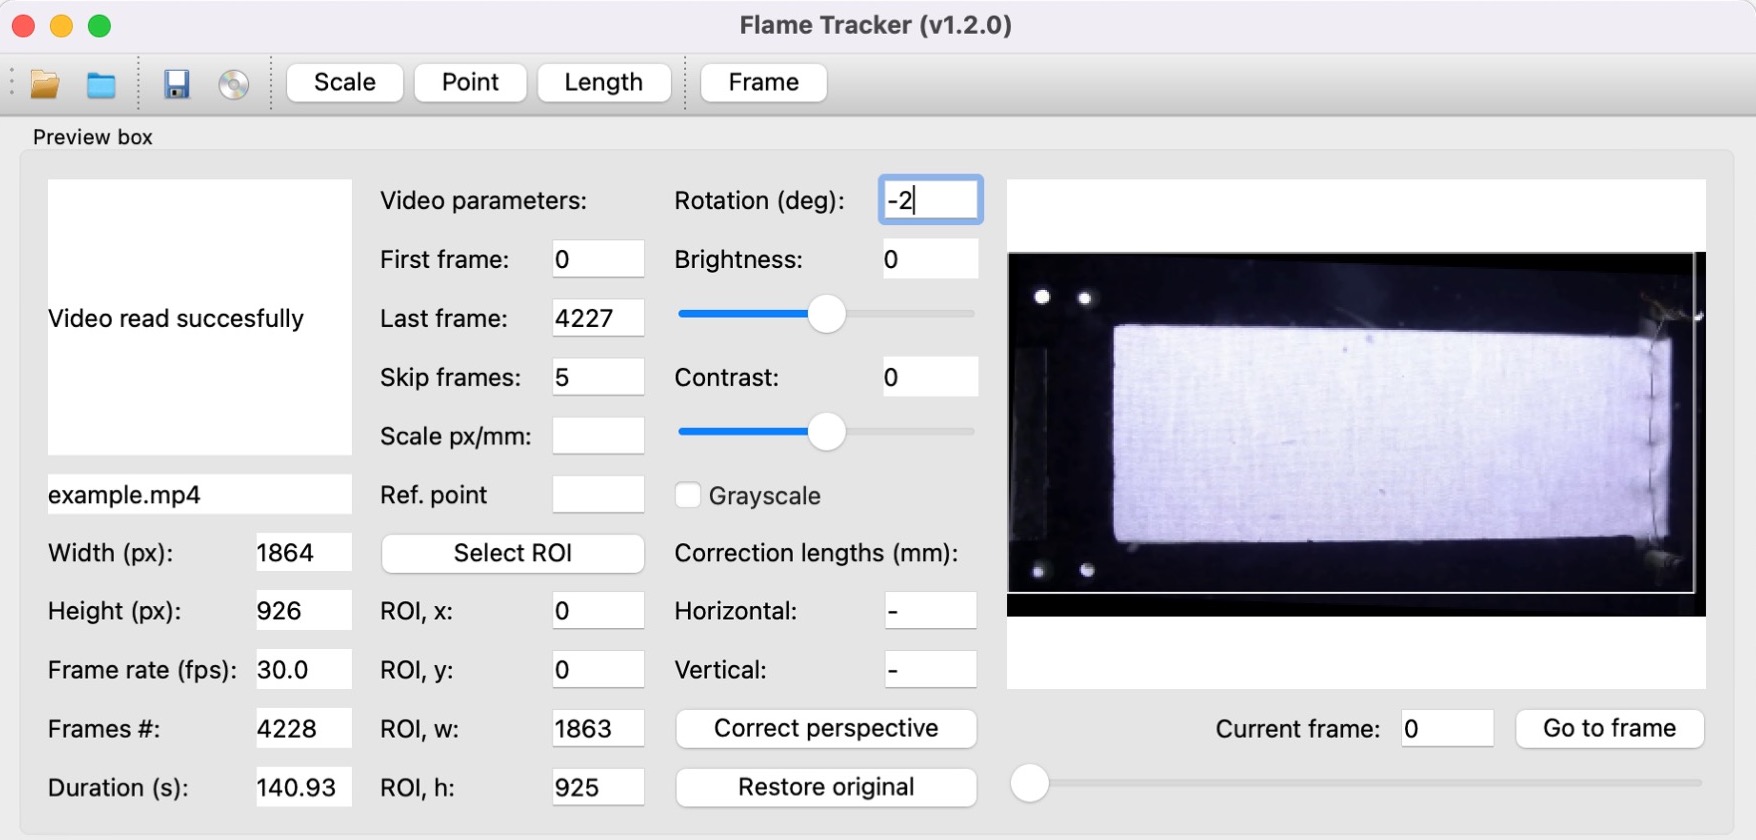 Flame Tracker (v1.2.0)
Scale Point Length Frame
Preview box
Video read succesfully
example.mp4
Width (px): 1864
Height (px): 926
Frame rate (fps): 30.0
Frames #: 4228
Duration (s): 140.93
Video parameters:
First frame: 0
Last frame: 4227
Skip frames: 5
Scale px/mm:
Ref. point
Select ROI
ROI, x: 0
ROI, y: 0
ROI, w: 1863
ROI, h: 925
Rotation (deg): -2
Brightness: 0
Contrast: 0
Grayscale
Correction lengths (mm):
Horizontal: -
Vertical: -
Correct perspective
Restore original
Current frame: 0 Go to frame